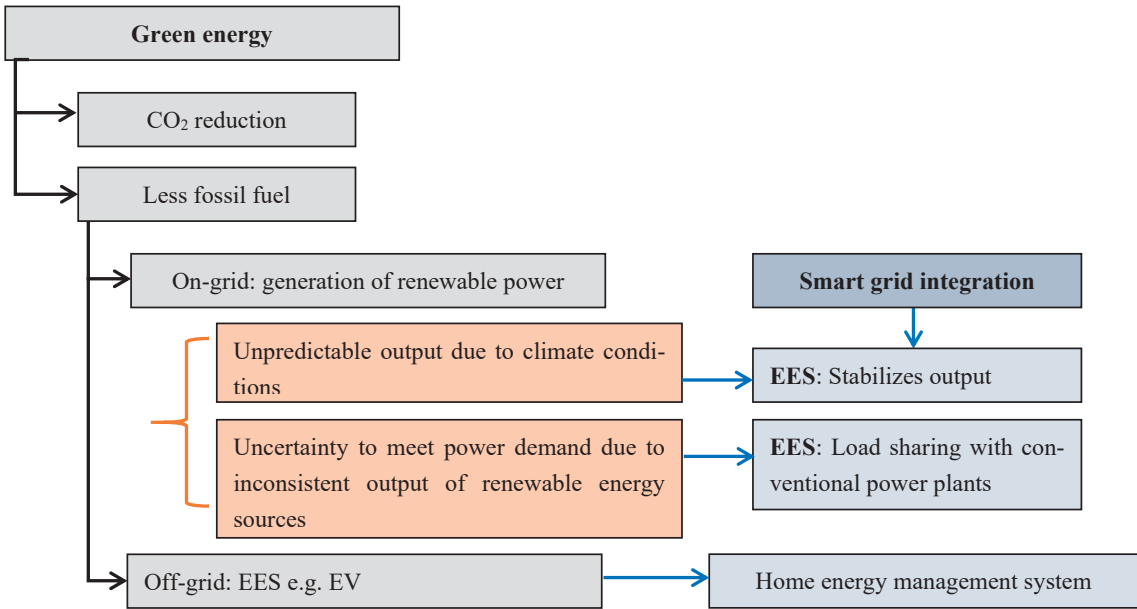 Green energy
CO₂ reduction
Less fossil fuel
On-grid: generation of renewable power
Smart grid integration
Unpredictable output due to climate condi-
tions
EES: Stabilizes output
Uncertainty to meet power demand due to
inconsistent output of renewable energy
sources
EES: Load sharing with con-
ventional power plants
Off-grid: EES e.g. EV
Home energy management system